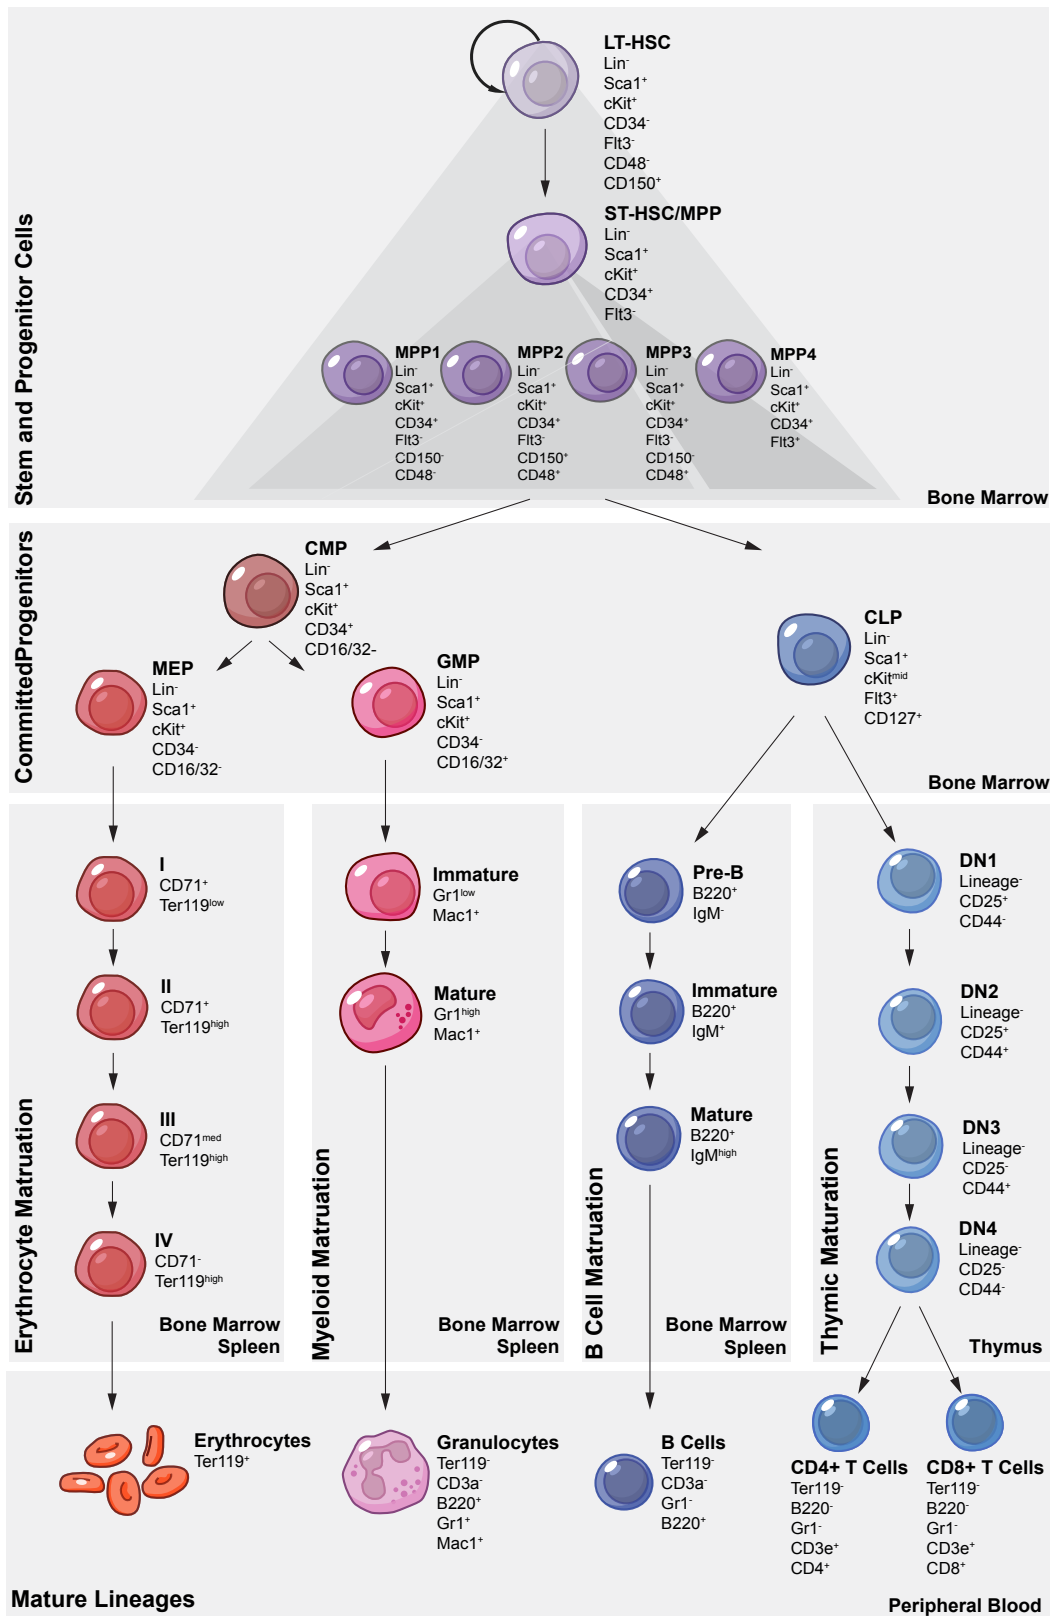 Stem and Progenitor Cells
LT-HSC
Lin⁻
Sca1⁺
cKit⁺
CD34⁻
Flt3⁻
CD48⁻
CD150⁺
ST-HSC/MPP
Lin⁻
Sca1⁺
cKit⁺
CD34⁺
Flt3⁻
MPP1
Lin⁻
Sca1⁺
cKit⁺
CD34⁺
Flt3⁻
CD150⁻
CD48⁻
MPP2
Lin⁻
Sca1⁺
cKit⁺
CD34⁺
Flt3⁻
CD150⁺
CD48⁺
MPP3
Lin⁻
Sca1⁺
cKit⁺
CD34⁺
Flt3⁻
CD150⁻
CD48⁺
MPP4
Lin⁻
Sca1⁺
cKit⁺
CD34⁺
Flt3⁺
Bone Marrow
CommittedProgenitors
CMP
Lin⁻
Sca1⁺
cKit⁺
CD34⁺
CD16/32-
MEP
Lin⁻
Sca1⁺
cKit⁺
CD34⁻
CD16/32⁻
GMP
Lin⁻
Sca1⁺
cKit⁺
CD34⁻
CD16/32⁺
CLP
Lin⁻
Sca1⁺
cKitᵐⁱᵈ
Flt3⁺
CD127⁺
Bone Marrow
Erythrocyte Matruation
I
CD71⁺
Ter119ˡᵒʷ
II
CD71⁺
Ter119ʰⁱᵍʰ
III
CD71ᵐᵉᵈ
Ter119ʰⁱᵍʰ
IV
CD71⁻
Ter119ʰⁱᵍʰ
Bone Marrow
Spleen
Myeloid Matruation
Immature
Gr1ˡᵒʷ
Mac1⁺
Mature
Gr1ʰⁱᵍʰ
Mac1⁺
Bone Marrow
Spleen
B Cell Matruation
Pre-B
B220⁺
IgM⁻
Immature
B220⁺
IgM⁺
Mature
B220⁺
IgMʰⁱᵍʰ
Bone Marrow
Spleen
Thymic Maturation
DN1
Lineage⁻
CD25⁺
CD44⁻
DN2
Lineage⁻
CD25⁺
CD44⁺
DN3
Lineage⁻
CD25⁻
CD44⁺
DN4
Lineage⁻
CD25⁻
CD44⁻
Thymus
Erythrocytes
Ter119⁺
Granulocytes
Ter119⁻
CD3a⁻
B220⁺
Gr1⁺
Mac1⁺
B Cells
Ter119⁻
CD3a⁻
Gr1⁻
B220⁺
CD4+ T Cells
Ter119⁻
B220⁻
Gr1⁻
CD3e⁺
CD4⁺
CD8+ T Cells
Ter119⁻
B220⁻
Gr1⁻
CD3e⁺
CD8⁺
Mature Lineages
Peripheral Blood